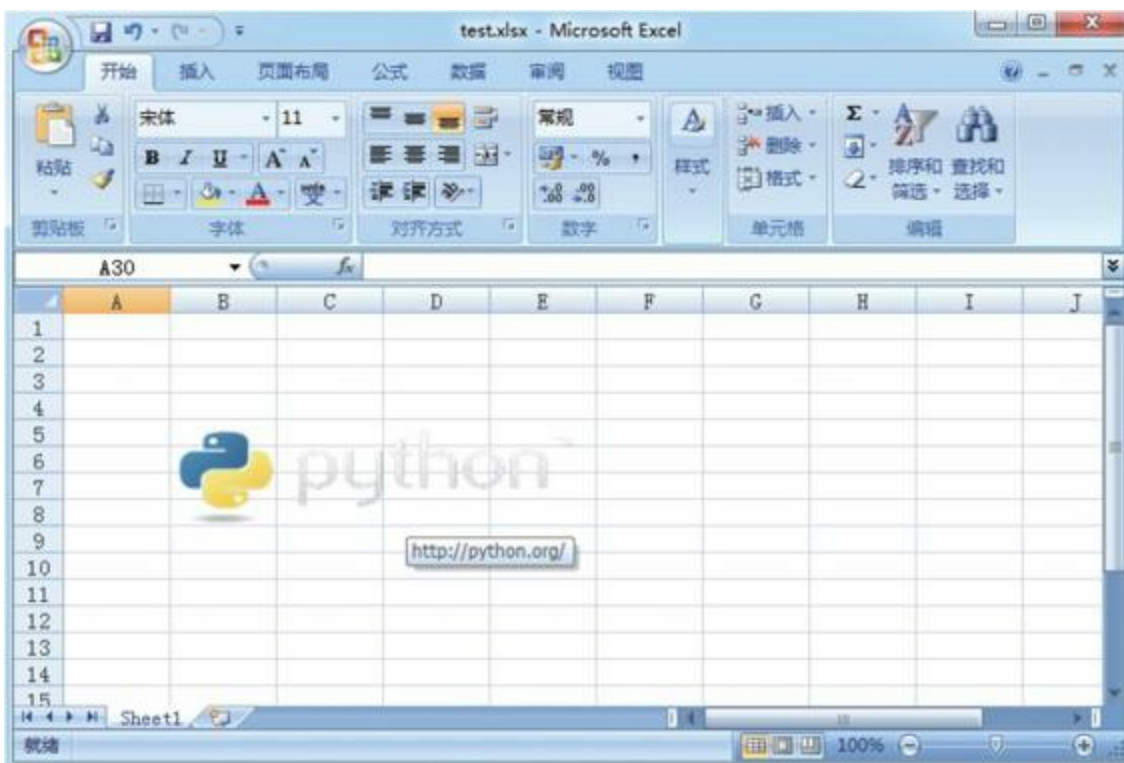 test.xlsx - Microsoft Excel
开始 插入 页面布局 公式 数据 审阅 视图
宋体 11 常规 Σ 插入
粘贴 B I U A A % , 样式 删除 排序和 查找和
A 格式 筛选 选择
剪贴板 字体 对齐方式 数字 单元格 编辑
A30 fx
A B C D E F G H I J
1
2
3
4
5
6
7
8
9
10
11
12
13
14
15
python
http://python.org/
Sheet1
就绪 100%